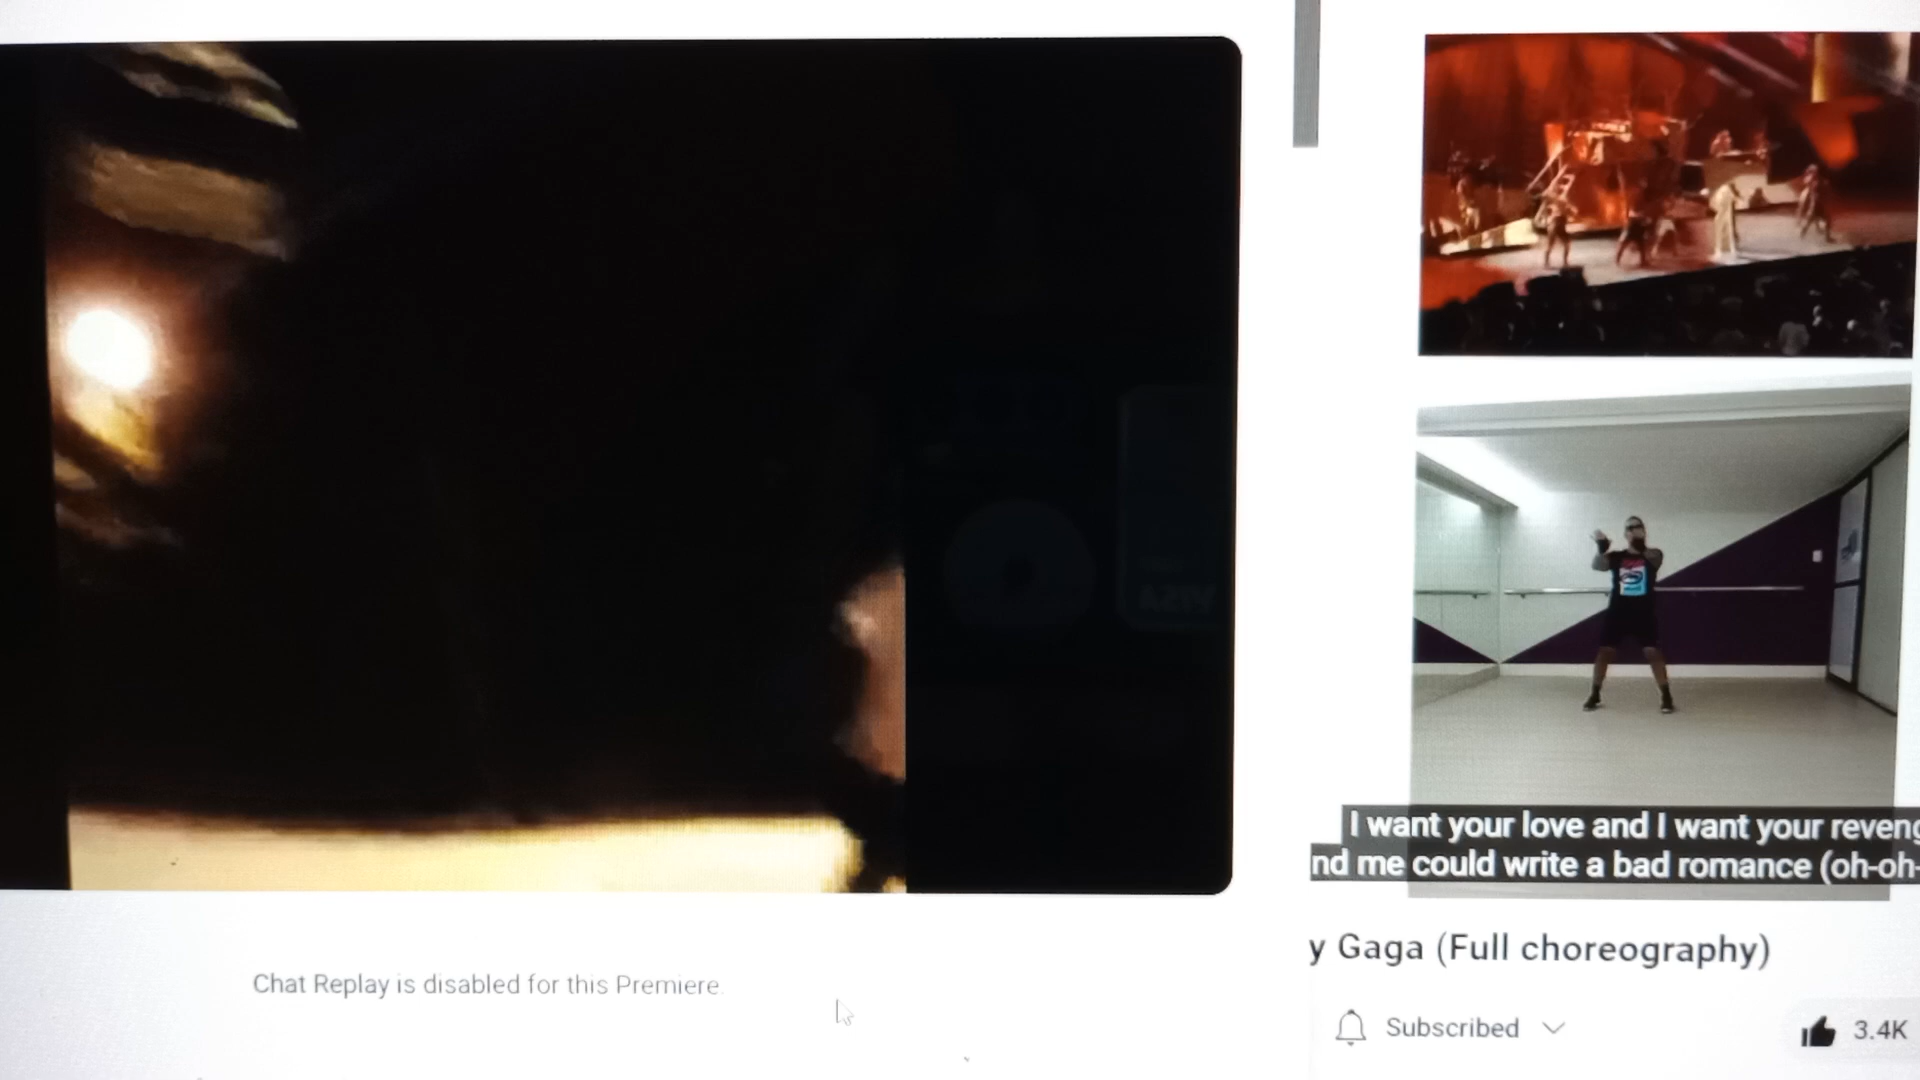 I want your love and I want your reveng
nd me could write a bad romance (oh-oh-
y Gaga (Full choreography)
Chat Replay is disabled for this Premiere.
Subscribed
3.4K